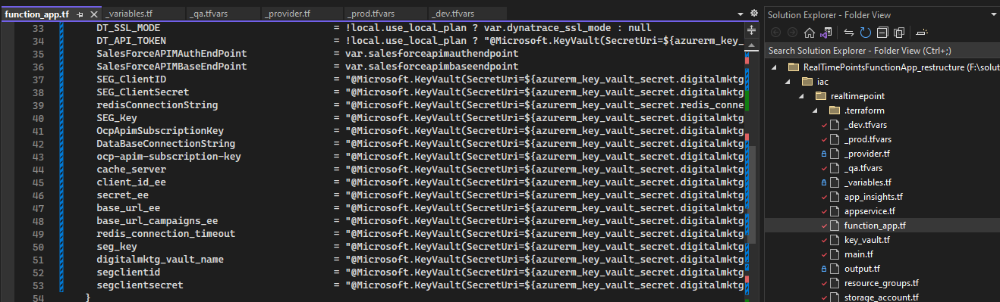 function_app.tf
_variables.tf
_qa.tfvars
_provider.tf
_prod.tfvars
_dev.tfvars
33 DT_SSL_MODE = !local.use_local_plan ? var.dynatrace_ssl_mode : null
34 DT_API_TOKEN = !local.use_local_plan ? "@Microsoft.KeyVault(SecretUri=${azurerm_key_
35 SalesForceAPIMAuthEndPoint = var.salesforceapimauthendpoint
36 SalesForceAPIMBaseEndPoint = var.salesforceapimbaseendpoint
37 SEG_ClientID = "@Microsoft.KeyVault(SecretUri=${azurerm_key_vault_secret.digitalmktg
38 SEG_ClientSecret = "@Microsoft.KeyVault(SecretUri=${azurerm_key_vault_secret.digitalmktg
39 redisConnectionString = "@Microsoft.KeyVault(SecretUri=${azurerm_key_vault_secret.redis_conne
40 SEG_Key = "@Microsoft.KeyVault(SecretUri=${azurerm_key_vault_secret.digitalmktg
41 OcpApimSubscriptionKey = "@Microsoft.KeyVault(SecretUri=${azurerm_key_vault_secret.digitalmktg
42 DataBaseConnectionString = "@Microsoft.KeyVault(SecretUri=${azurerm_key_vault_secret.digitalmktg
43 ocp-apim-subscription-key = "@Microsoft.KeyVault(SecretUri=${azurerm_key_vault_secret.digitalmktg
44 cache_server = "@Microsoft.KeyVault(SecretUri=${azurerm_key_vault_secret.digitalmktg
45 client_id_ee = "@Microsoft.KeyVault(SecretUri=${azurerm_key_vault_secret.digitalmktg
46 secret_ee = "@Microsoft.KeyVault(SecretUri=${azurerm_key_vault_secret.digitalmktg
47 base_url_ee = "@Microsoft.KeyVault(SecretUri=${azurerm_key_vault_secret.digitalmktg
48 base_url_campaigns_ee = "@Microsoft.KeyVault(SecretUri=${azurerm_key_vault_secret.digitalmktg
49 redis_connection_timeout = "@Microsoft.KeyVault(SecretUri=${azurerm_key_vault_secret.digitalmktg
50 seg_key = "@Microsoft.KeyVault(SecretUri=${azurerm_key_vault_secret.digitalmktg
51 digitalmktg_vault_name = "@Microsoft.KeyVault(SecretUri=${azurerm_key_vault_secret.digitalmktg
52 segclientid = "@Microsoft.KeyVault(SecretUri=${azurerm_key_vault_secret.digitalmktg
53 segclientsecret = "@Microsoft.KeyVault(SecretUri=${azurerm_key_vault_secret.digitalmktg
54 }
Solution Explorer - Folder View
Search Solution Explorer - Folder View (Ctrl+;)
RealTimePointsFunctionApp_restructure (F:\solut
iac
realtimepoint
.terraform
_dev.tfvars
_prod.tfvars
_provider.tf
_qa.tfvars
_variables.tf
app_insights.tf
appservice.tf
function_app.tf
key_vault.tf
main.tf
output.tf
resource_groups.tf
storage_account.tf